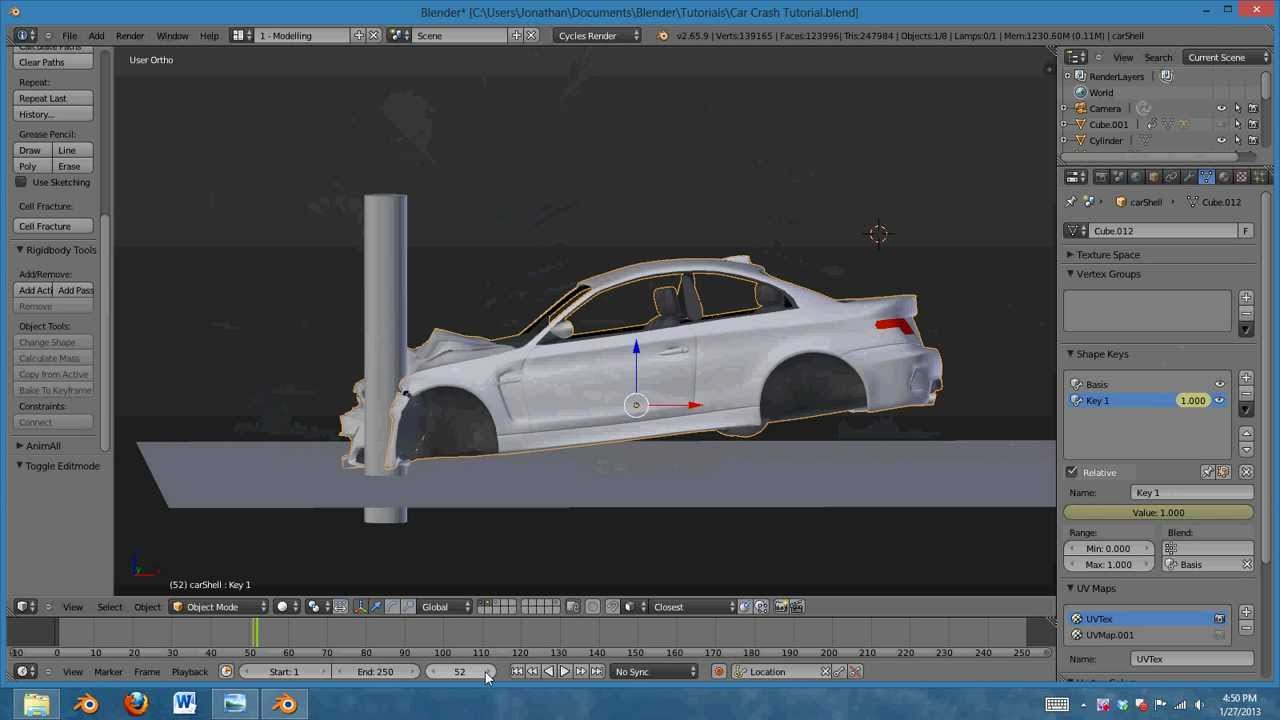 Blender* [C:\Users\Jonathan\Documents\Blender\Tutorials\Car Crash Tutorial.blend]
File Add Render Window Help 1 - Modelling Scene Cycles Render v2.65.9 | Verts:139165 | Faces:123996| Tris:247984 | Objects:1/8 | Lamps:0/1 | Mem:1230.60M (0.11M) | carShell
Calculate Paths
Clear Paths
Repeat:
Repeat Last
History...
Grease Pencil:
Draw Line
Poly Erase
Use Sketching
Cell Fracture:
Cell Fracture
Rigidbody Tools
Add/Remove:
Add Acti Add Pass
Remove
Object Tools:
Change Shape
Calculate Mass
Copy from Active
Bake To Keyframe
Constraints:
Connect
AnimAll
Toggle Editmode
User Ortho
(52) carShell : Key 1
View Search Current Scene
RenderLayers
World
Camera
Cube.001
Cylinder
carShell Cube.012
Cube.012 F
Texture Space
Vertex Groups
Shape Keys
Basis
Key 1 1.000
Relative
Name: Key 1
Value: 1.000
Range: Blend:
Min: 0.000
Max: 1.000 Basis
UV Maps
UVTex
UVMap.001
Name: UVTex
View Select Object Object Mode Global Closest
-10 0 10 20 30 40 50 60 70 80 90 100 110 120 130 140 150 160 170 180 190 200 210 220 230 240 250
View Marker Frame Playback Start: 1 End: 250 52 No Sync Location
4:50 PM
1/27/2013